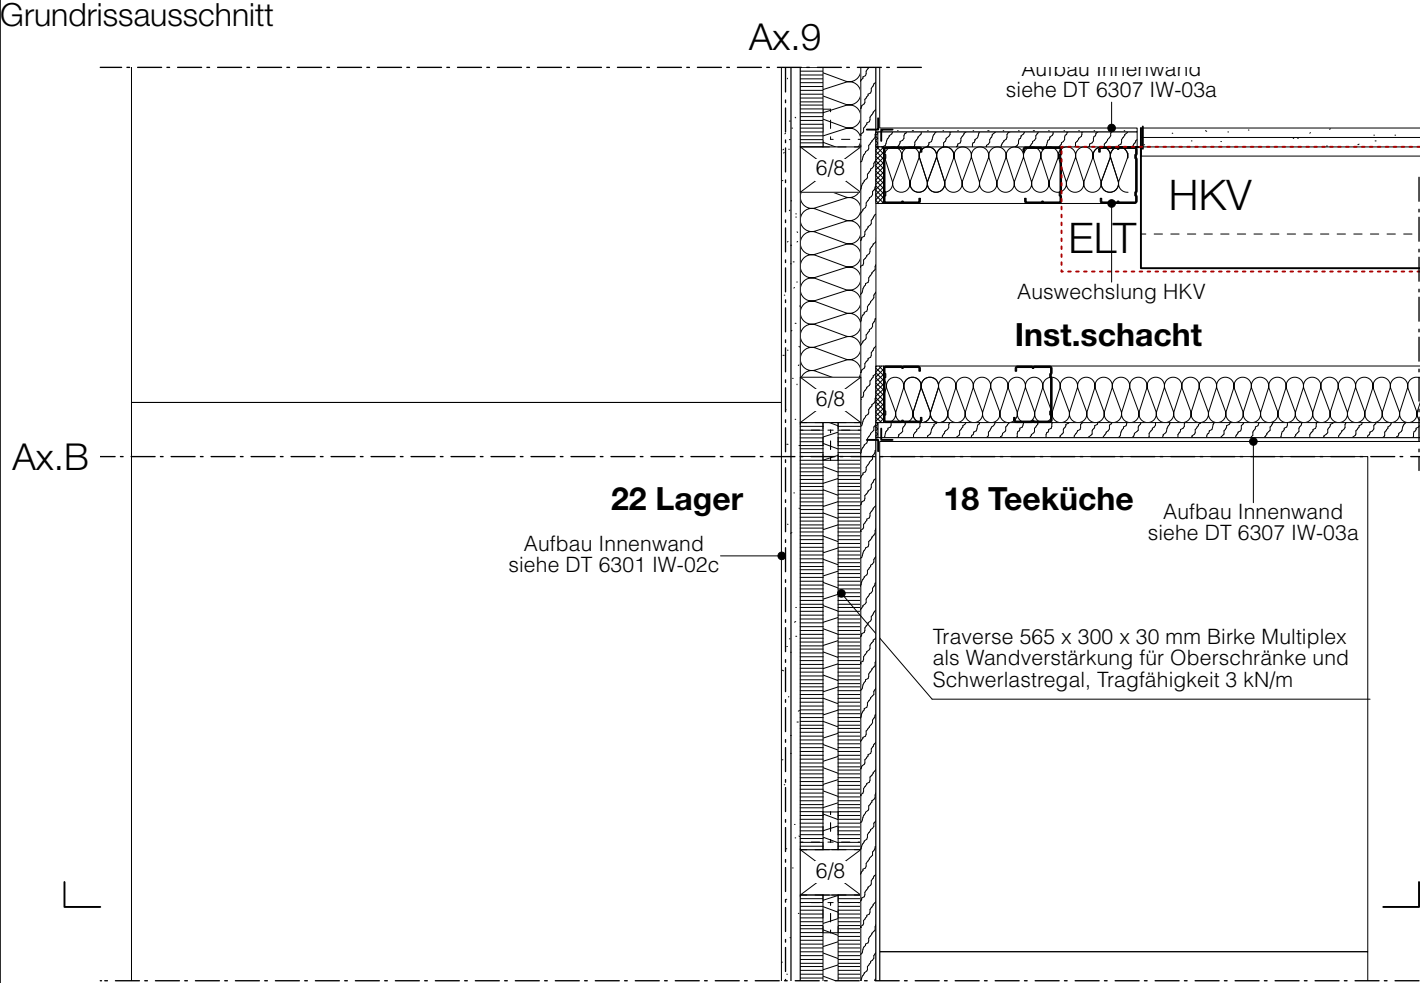 Grundrissausschnitt
Ax.9
Aufbau Innenwand
siehe DT 6307 IW-03a
6/8
HKV
ELT
Auswechslung HKV
Inst.schacht
6/8
Ax.B
22 Lager
18 Teeküche
Aufbau Innenwand
siehe DT 6307 IW-03a
Aufbau Innenwand
siehe DT 6301 IW-02c
Traverse 565 x 300 x 30 mm Birke Multiplex
als Wandverstärkung für Oberschränke und
Schwerlastregal, Tragfähigkeit 3 kN/m
6/8